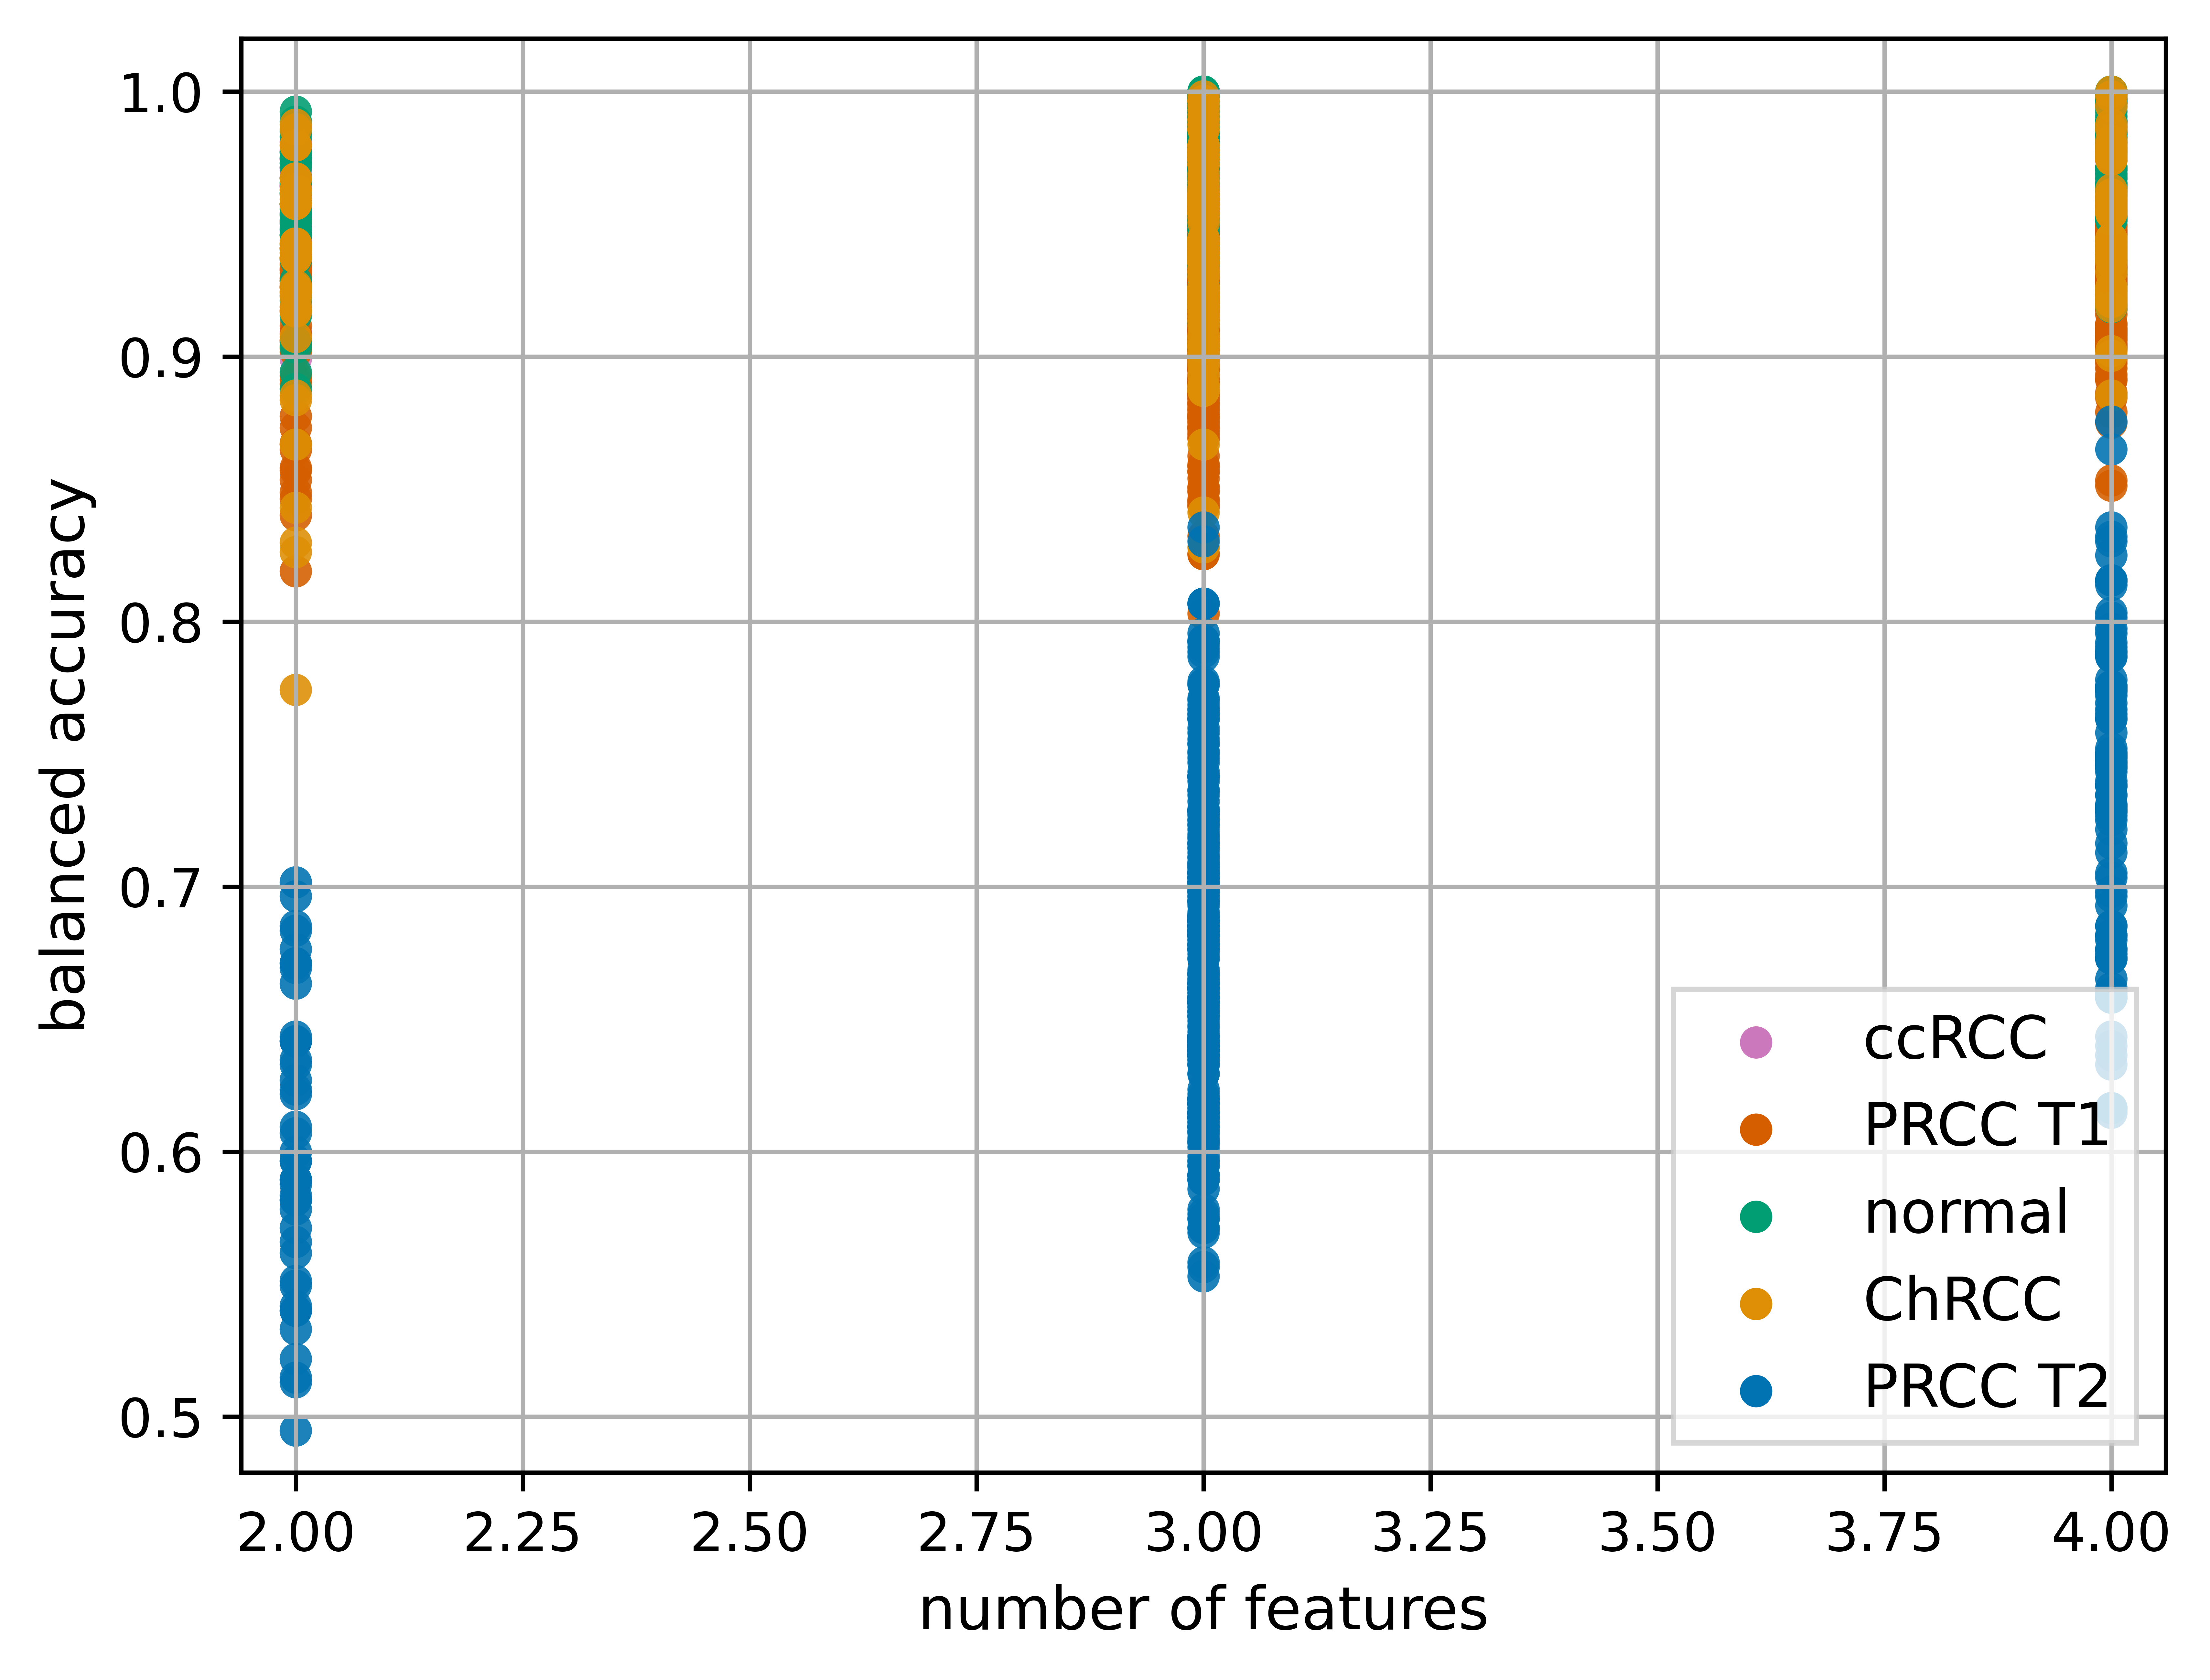 1.0
0.9
0.8
0.7
0.6
0.5
balanced accuracy
ccRCC
PRCC T1
normal
ChRCC
PRCC T2
2.00 2.25 2.50 2.75 3.00 3.25 3.50 3.75 4.00
number of features